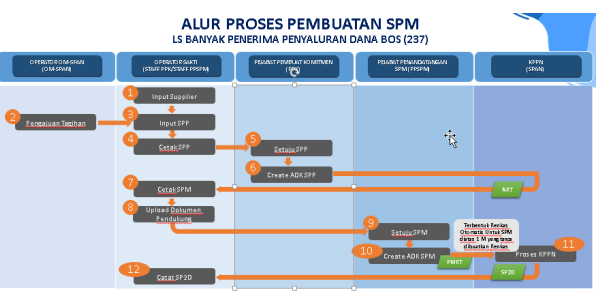 ALUR PROSES PEMBUATAN SPM
LS BANYAK PENERIMA PENYALURAN DANA BOS (237)
OPERATOR OM-SPAN
(OM-SPAN)
OPERATOR SAKTI
(STAFF PPK/STAFF PPSPM)
PEJABAT PEMBUAT KOMITMEN
(PPK)
PEJABAT PENANDATANGAN
SPM (PPSPM)
KPPN
(SPAN)
1 Input Supplier
2 Pengajuan Tagihan
3 Input SPP
4 Cetak SPP
5 Setuju SPP
6 Create ADK SPP
7 Cetak SPM
NRT
8 Upload Dokumen
Pendukung
9 Setuju SPM
Terbentuk Renkas
Otomatis Untuk SPM
diatas 1 M yang tanpa
dibuatkan Renkas
10 Create ADK SPM
PMRT
11 Proses KPPN
12 Catat SP2D
SP2D